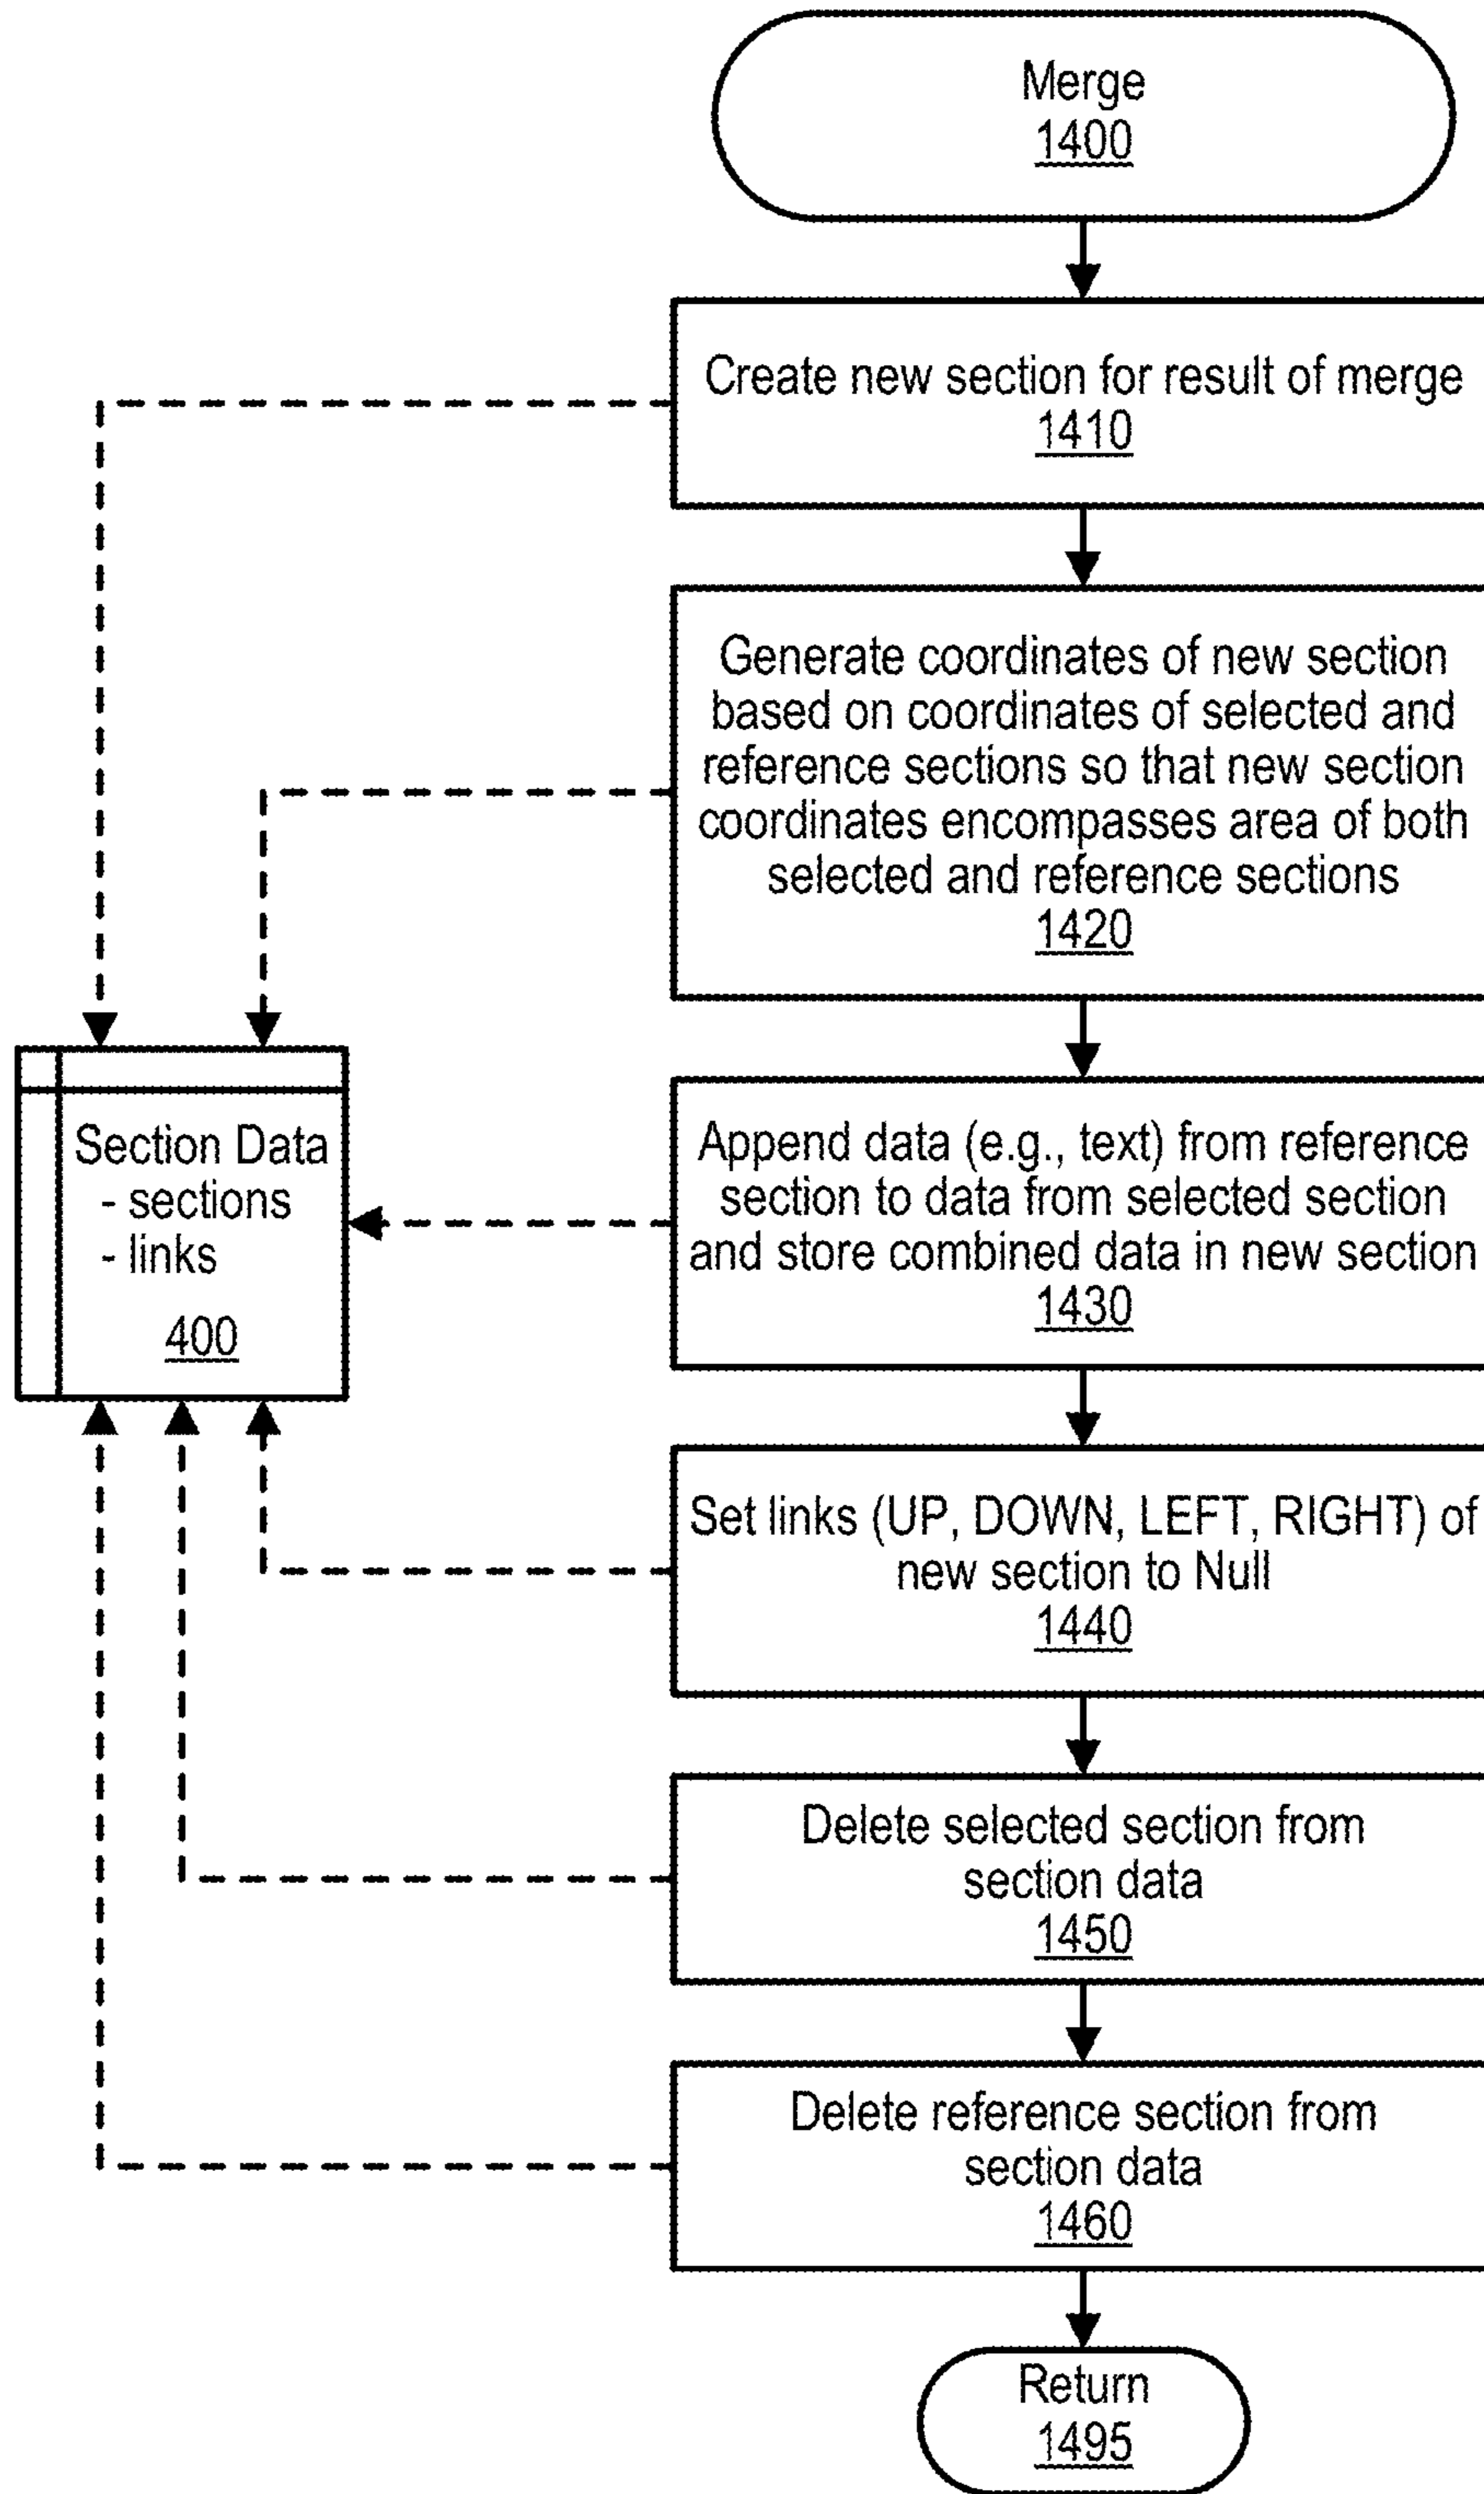 Merge
1400
Create new section for result of merge
1410
Generate coordinates of new section
based on coordinates of selected and
reference sections so that new section
coordinates encompasses area of both
selected and reference sections
1420
Section Data
- sections
- links
400
Append data (e.g., text) from reference
section to data from selected section
and store combined data in new section
1430
Set links (UP, DOWN, LEFT, RIGHT) of
new section to Null
1440
Delete selected section from
section data
1450
Delete reference section from
section data
1460
Return
1495